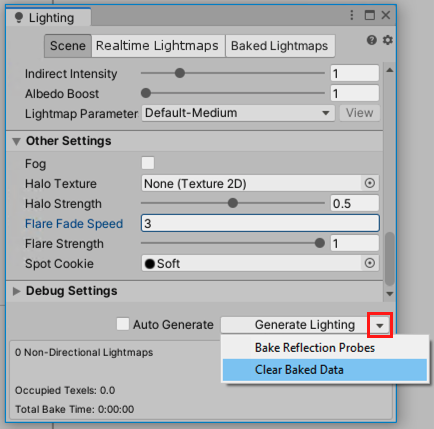 Lighting
Scene Realtime Lightmaps Baked Lightmaps
Indirect Intensity 1
Albedo Boost 1
Lightmap Parameter Default-Medium View
Other Settings
Fog
Halo Texture None (Texture 2D)
Halo Strength 0.5
Flare Fade Speed 3
Flare Strength 1
Spot Cookie Soft
Debug Settings
Auto Generate Generate Lighting
Bake Reflection Probes
0 Non-Directional Lightmaps
Clear Baked Data
Occupied Texels: 0.0
Total Bake Time: 0:00:00